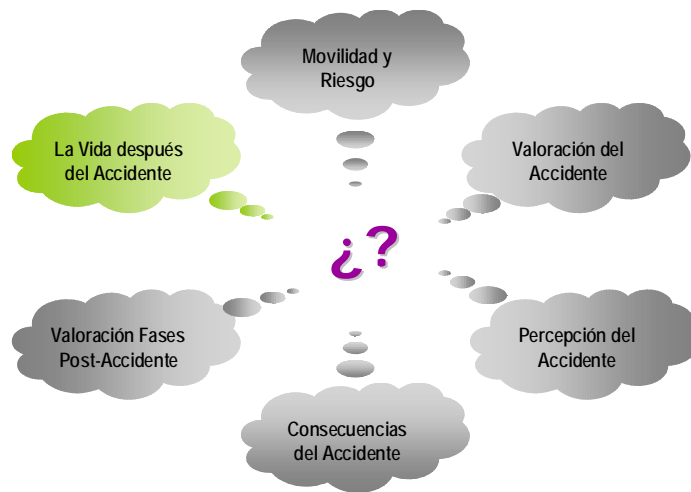 Movilidad y
Riesgo
La Vida después
del Accidente
Valoración del
Accidente
¿?
Valoración Fases
Post-Accidente
Percepción del
Accidente
Consecuencias
del Accidente